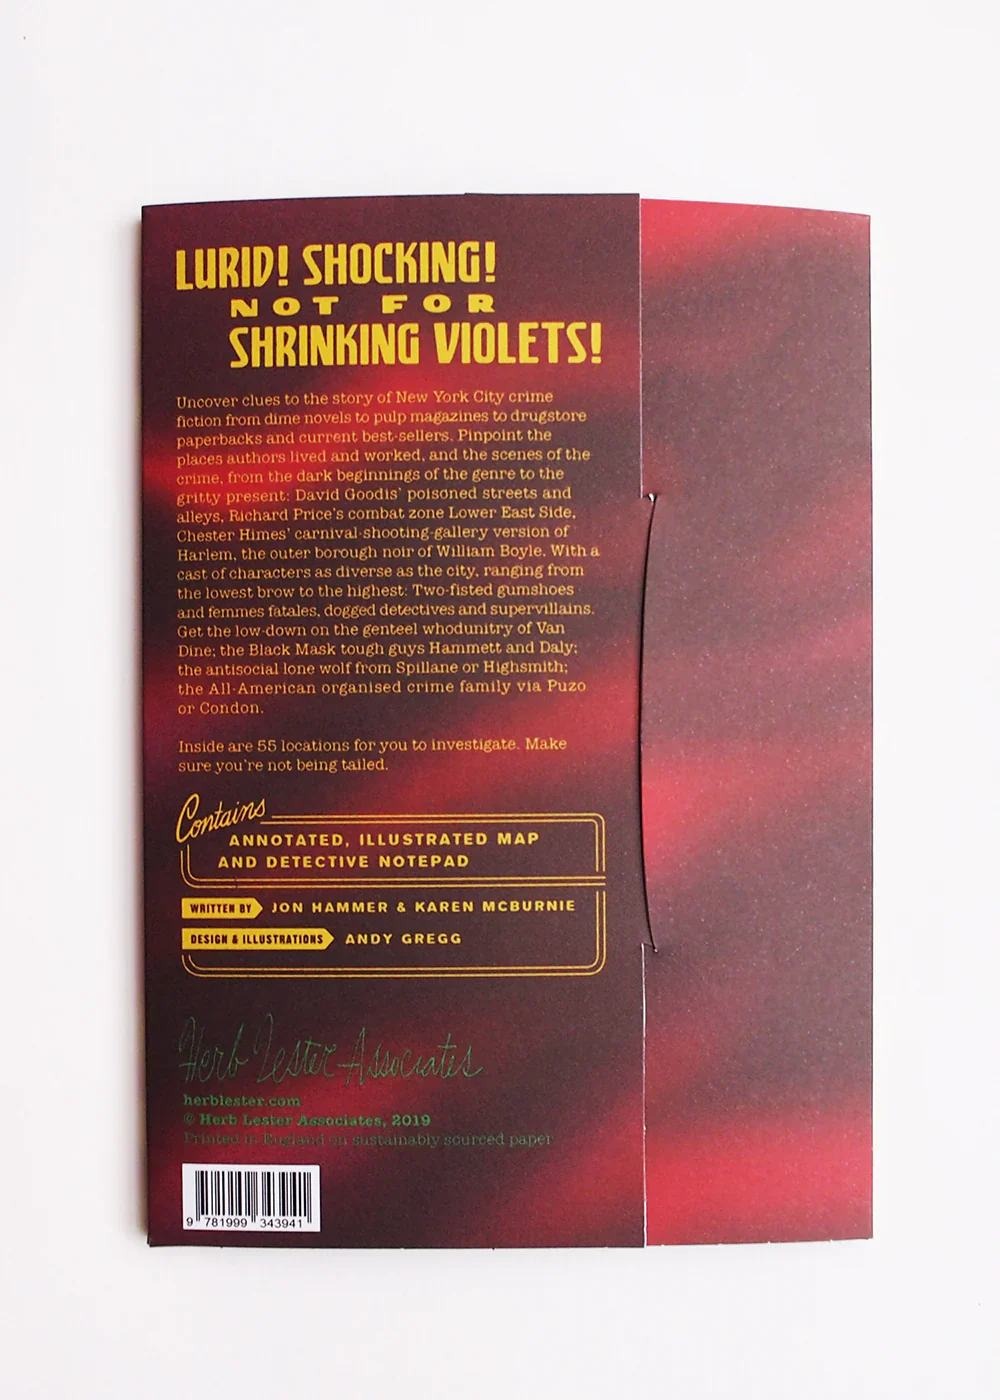 LURID! SHOCKING!
NOT FOR
SHRINKING VIOLETS!
Uncover clues to the story of New York City crime
fiction from dime novels to pulp magazines to drugstore
paperbacks and current best-sellers. Pinpoint the
places authors lived and worked, and the scenes of the
crime, from the dark beginnings of the genre to the
gritty present: David Goodis' poisoned streets and
alleys, Richard Price's combat zone Lower East Side,
Chester Himes' carnival-shooting-gallery version of
Harlem, the outer borough noir of William Boyle. With a
cast of characters as diverse as the city, ranging from
the lowest brow to the highest: Two-fisted gumshoes
and femmes fatales, dogged detectives and supervillains.
Get the low-down on the genteel whodunitry of Van
Dine; the Black Mask tough guys Hammett and Daly;
the antisocial lone wolf from Spillane or Highsmith;
the All-American organised crime family via Puzo
or Condon.
Inside are 55 locations for you to investigate. Make
sure you're not being tailed.
Contains
ANNOTATED, ILLUSTRATED MAP
AND DETECTIVE NOTEPAD
WRITTEN BY JON HAMMER & KAREN MCBURNIE
DESIGN & ILLUSTRATIONS ANDY GREGG
Herb Lester Associates
herblester.com
© Herb Lester Associates, 2019
Printed in England on sustainably sourced paper
9 781999 343941